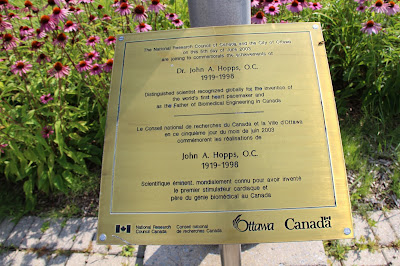 The National Research Council of Canada and the City of Ottawa
on this 5th day of June 2003
are joining to commemorate the achievements of
Dr. John A. Hopps, O.C.
1919-1998
Distinguished scientist recognized globally for the invention of
the world's first heart pacemaker and
as the Father of Biomedical Engineering in Canada
Le Conseil national de recherches du Canada et la Ville d'Ottawa
en ce cinquième jour du mois de juin 2003
commémorent les réalisations de
John A. Hopps, O.C.
1919-1998
Scientifique éminent, mondialement connu pour avoir inventé
le premier stimulateur cardiaque et
père du génie biomédical au Canada
National Research Council Canada
Conseil national de recherches Canada
Ottawa
Canada